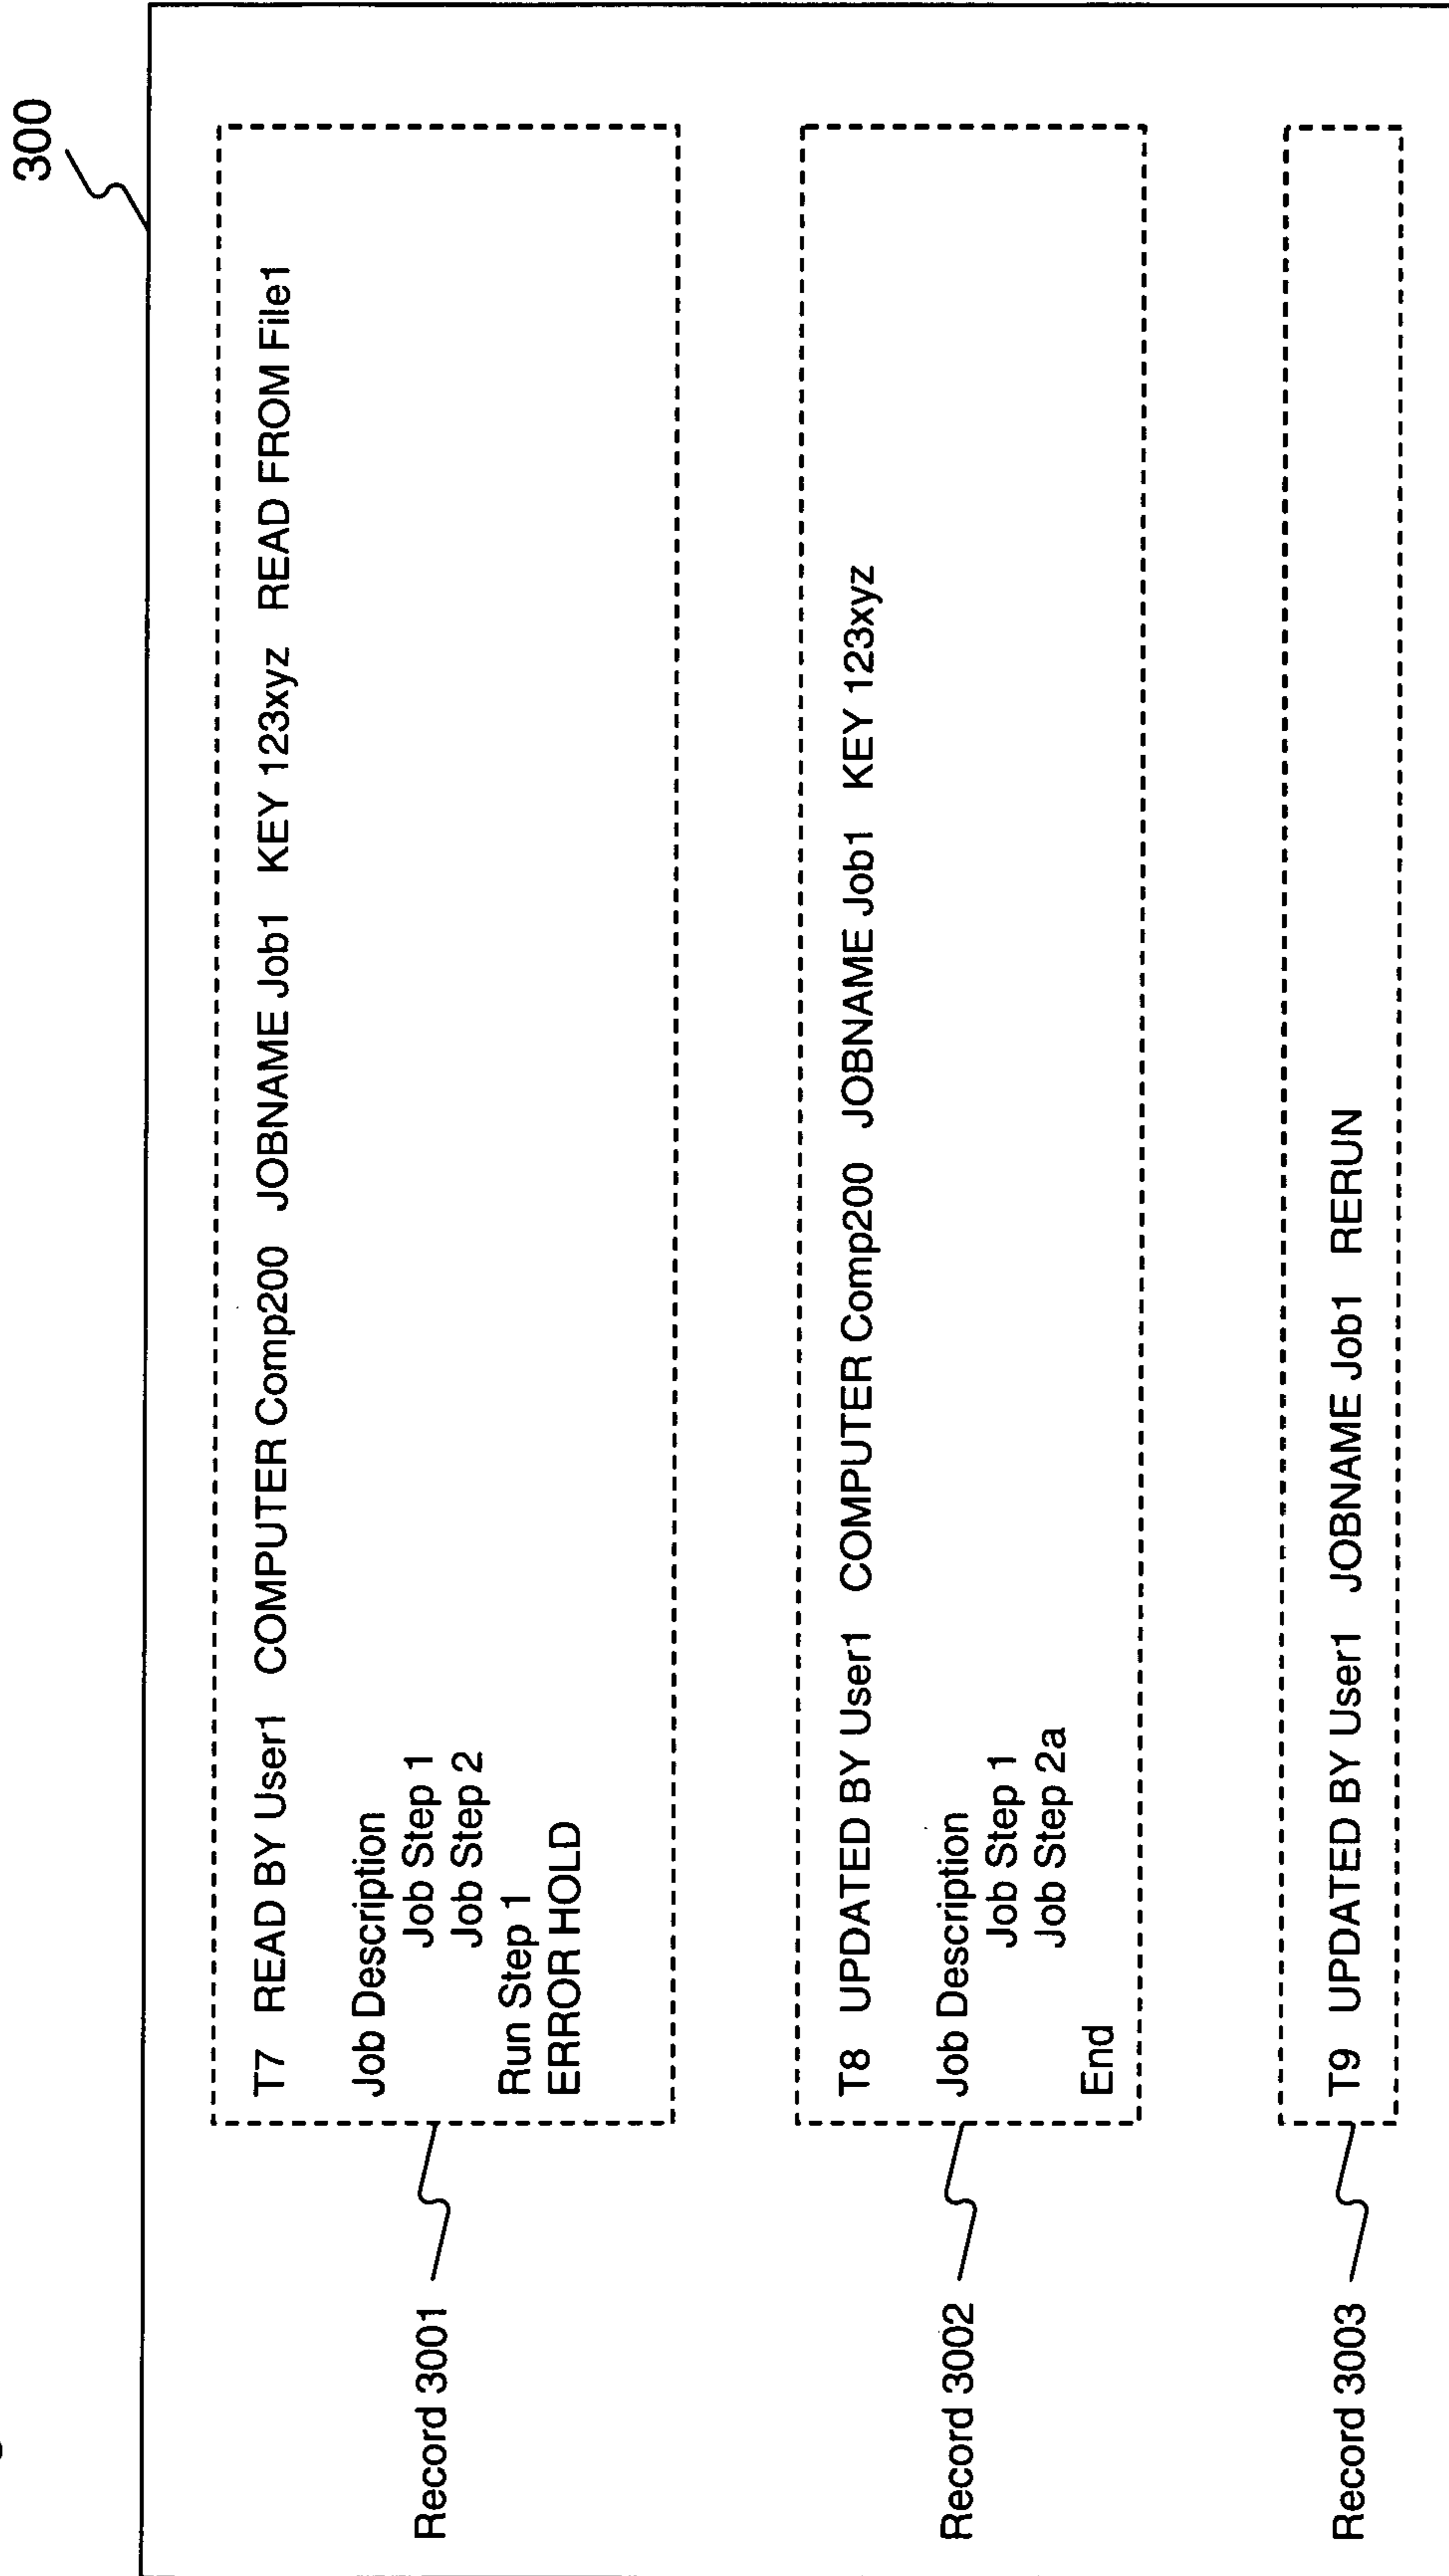 300
T7 READ BY User1 COMPUTER Comp200 JOBNAME Job1 KEY 123xyz READ FROM File1
Job Description
Job Step 1
Job Step 2
Run Step 1
ERROR HOLD
Record 3001
T8 UPDATED BY User1 COMPUTER Comp200 JOBNAME Job1 KEY 123xyz
Job Description
Job Step 1
Job Step 2a
End
Record 3002
T9 UPDATED BY User1 JOBNAME Job1 RERUN
Record 3003